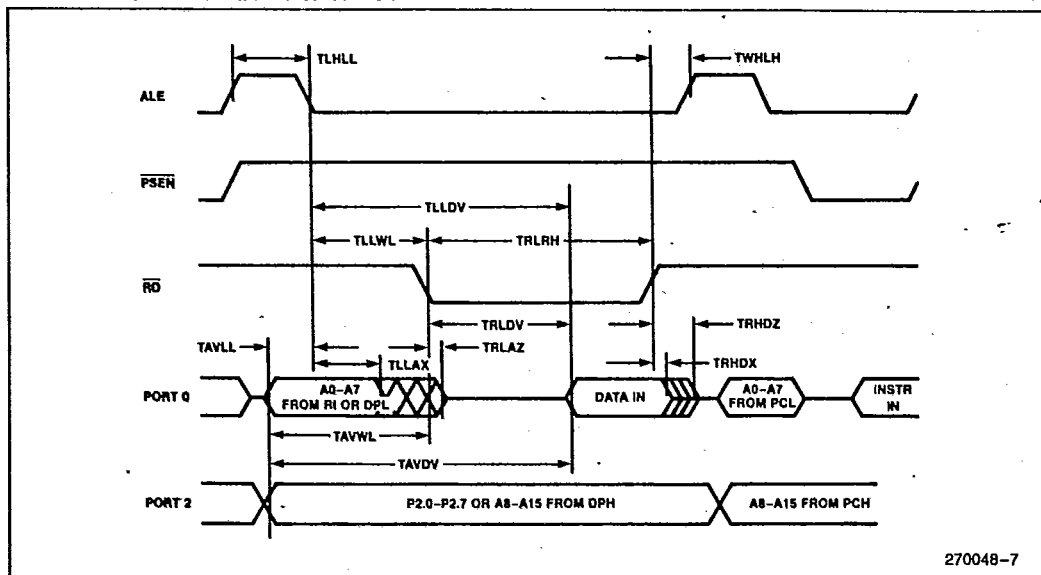 TLHLL TWHLH
ALE
PSEN
TLLDV
TLLWL TRLRH
RD
TRLDV TRHDZ
TAVLL TRLAZ
TLLAX TRHDX
PORT 0 A0-A7 FROM RI OR DPL DATA IN A0-A7 FROM PCL INSTR IN
TAVWL
TAVDV
PORT 2 P2.0-P2.7 OR A8-A15 FROM DPH A8-A15 FROM PCH
270048-7